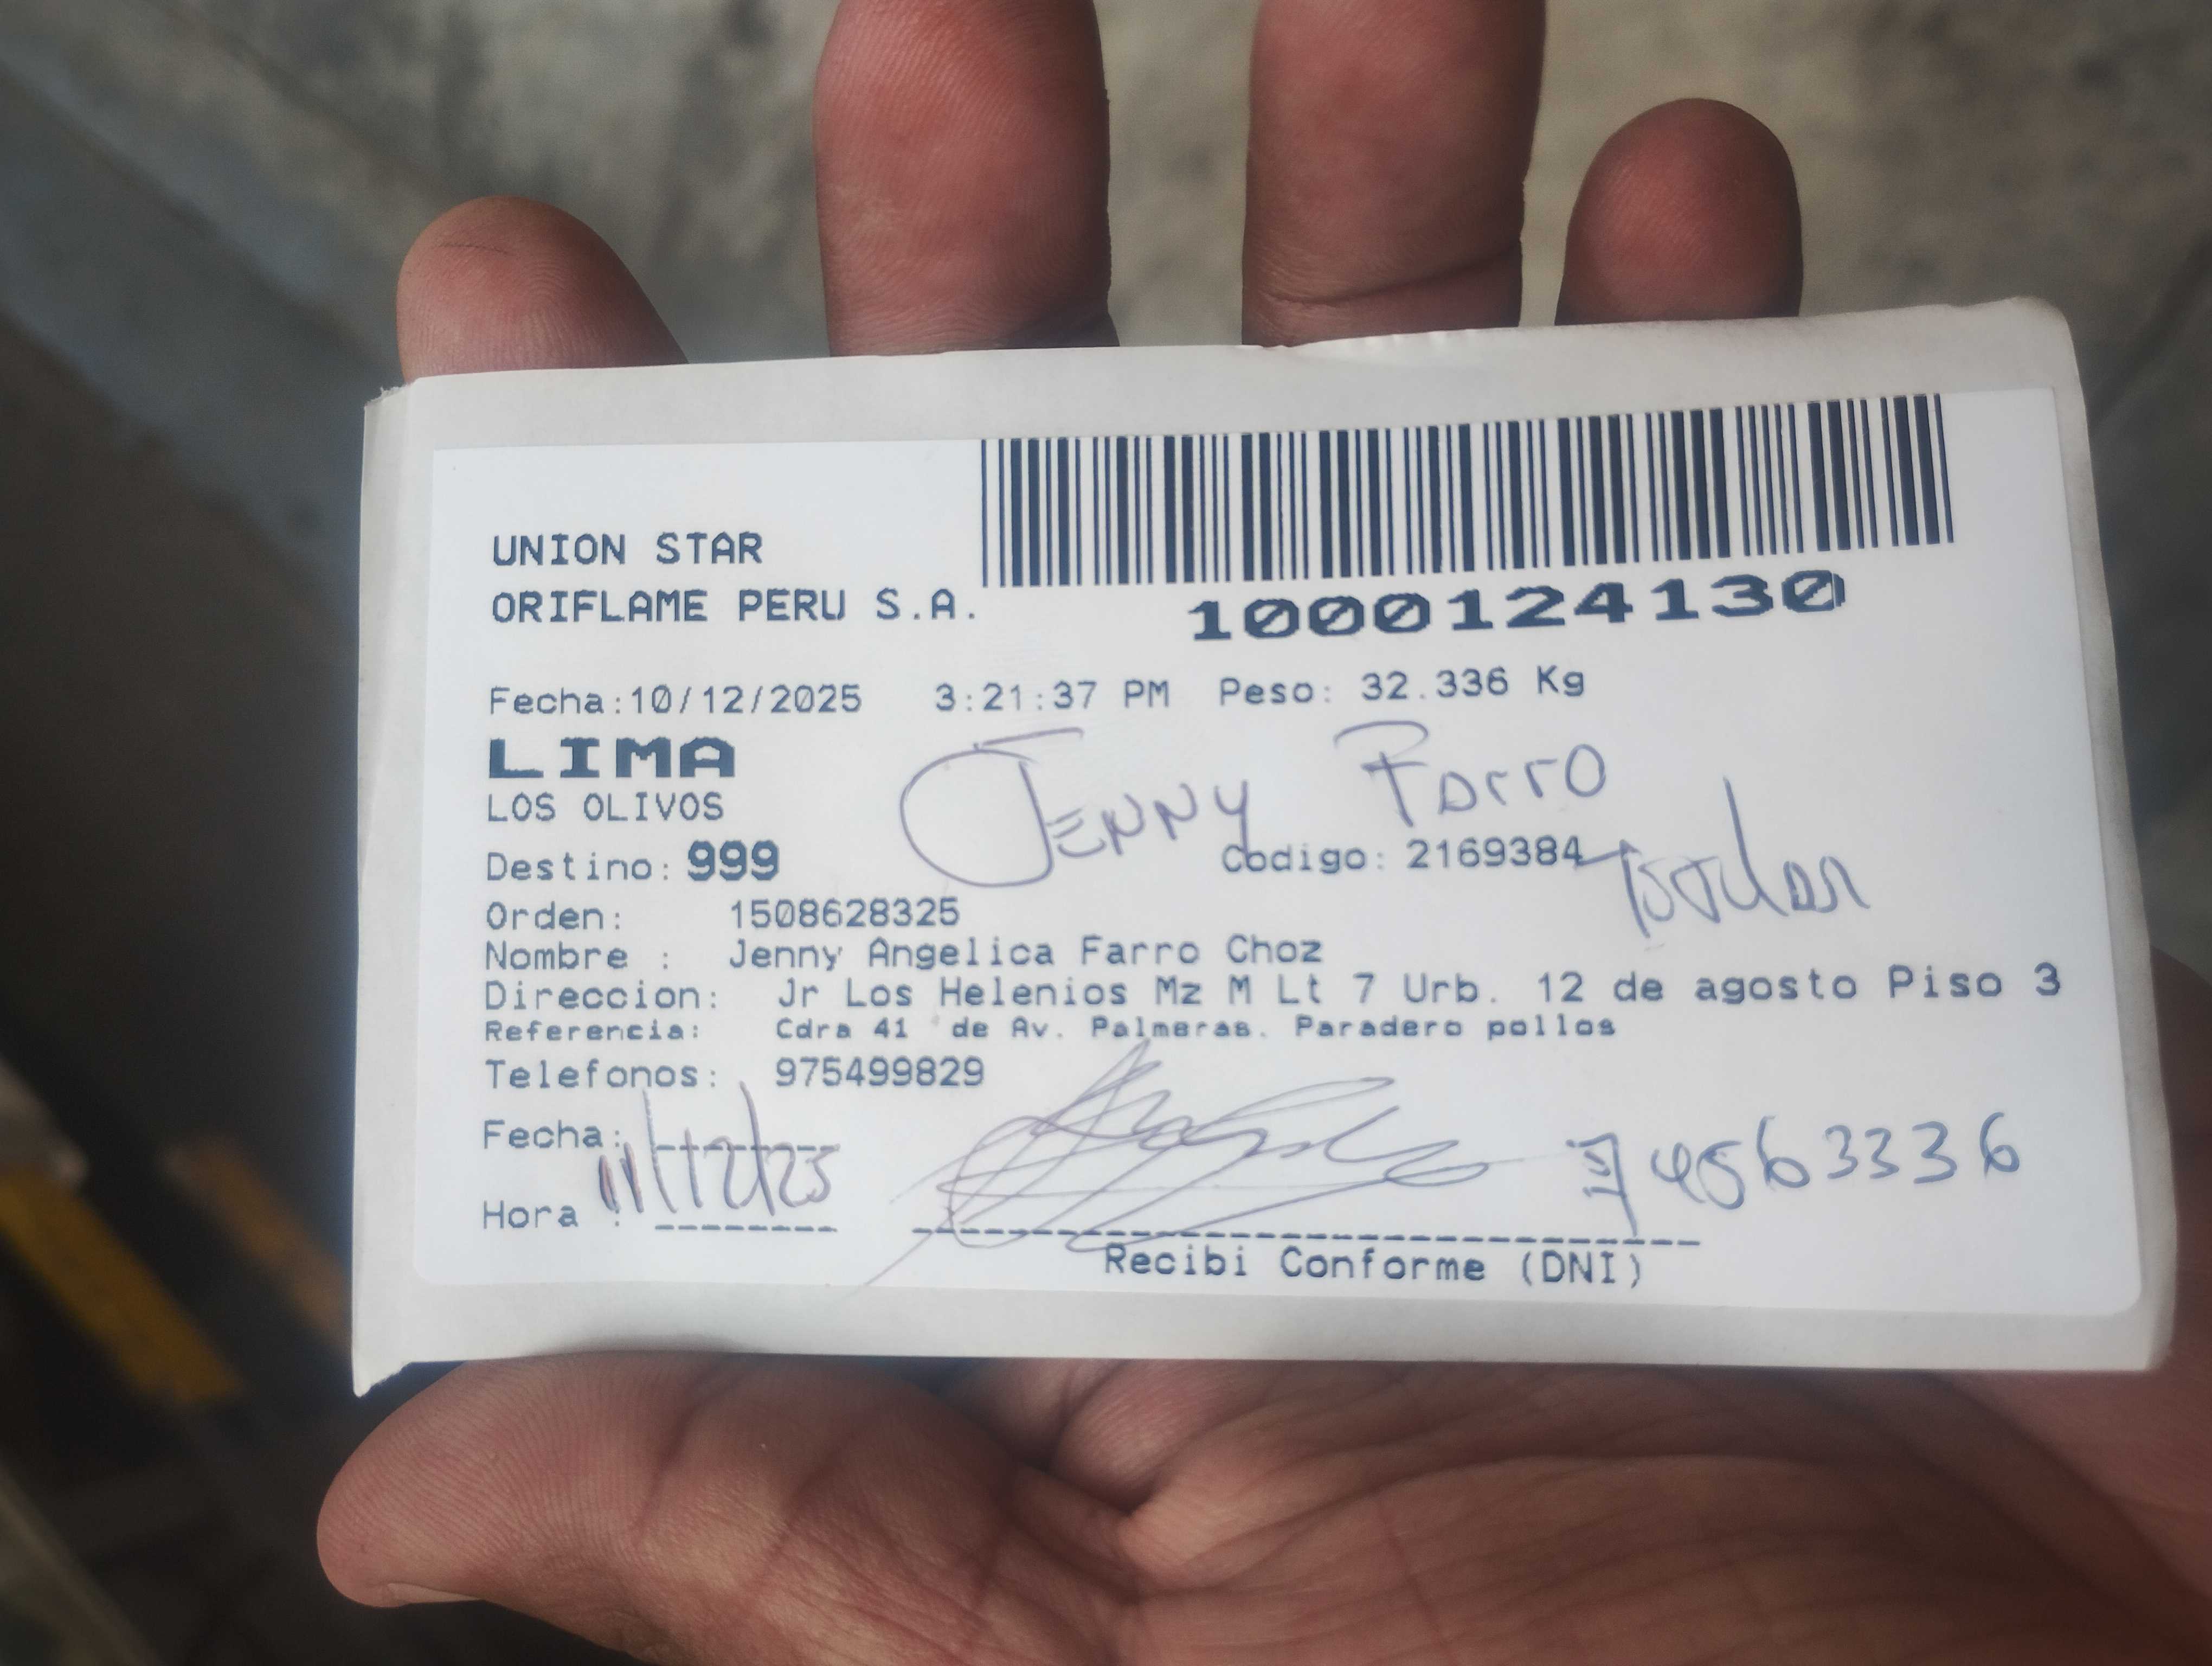 UNION STAR
ORIFLAME PERU S.A.
1000124130
Fecha:10/12/2025 3:21:37 PM Peso: 32.336 Kg
LIMA
Jenny Farro
LOS OLIVOS
Destino: 999 Codigo: 2169384
Orden: 1508628325
Nombre : Jenny Angelica Farro Choz
Direccion: Jr Los Helenios Mz M Lt 7 Urb. 12 de agosto Piso 3
Referencia: Cdra 41 de Av. Palmeras. Paradero pollos
Telefonos: 975499829
Fecha: 11/12/25
Hora :
Recibi Conforme (DNI)